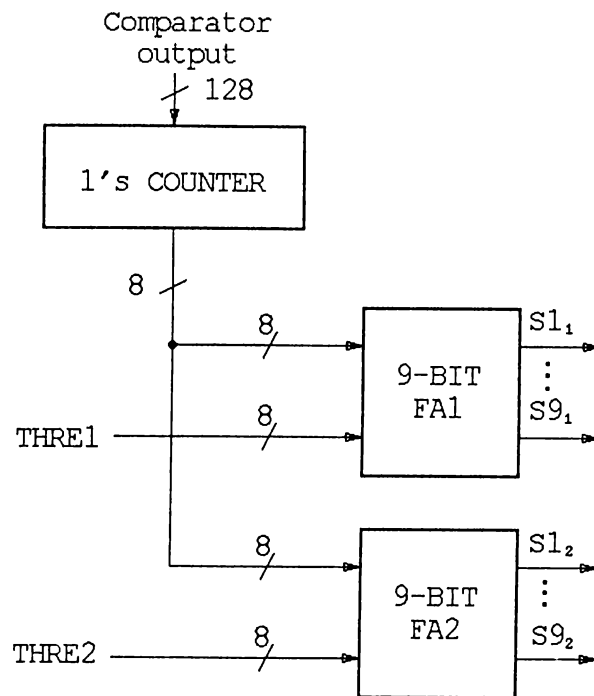 Comparator
output
128
1's COUNTER
8
8
S1₁
9-BIT
FA1
8
S9₁
THRE1
8
S1₂
9-BIT
FA2
8
S9₂
THRE2